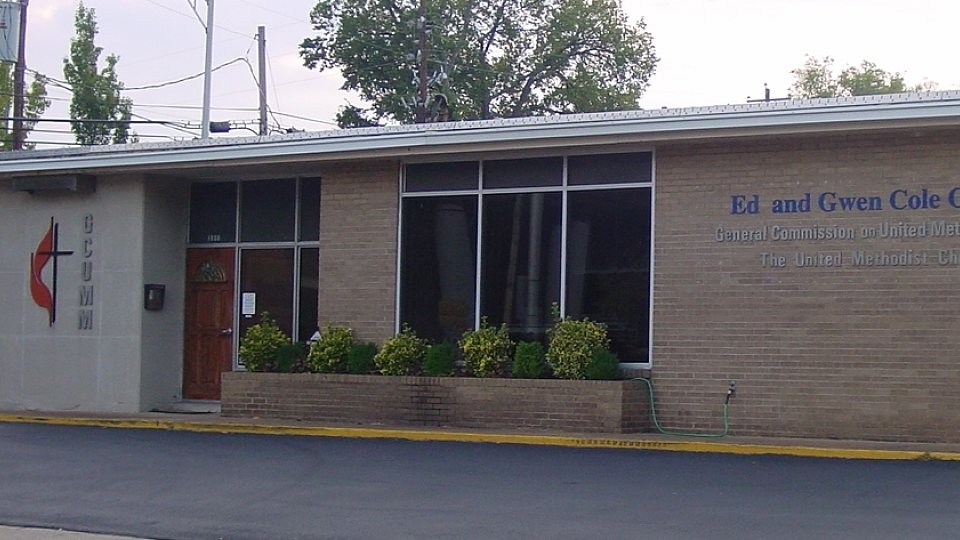 GCUMM
Ed and Gwen Cole
General Commission on United
The United Methodist